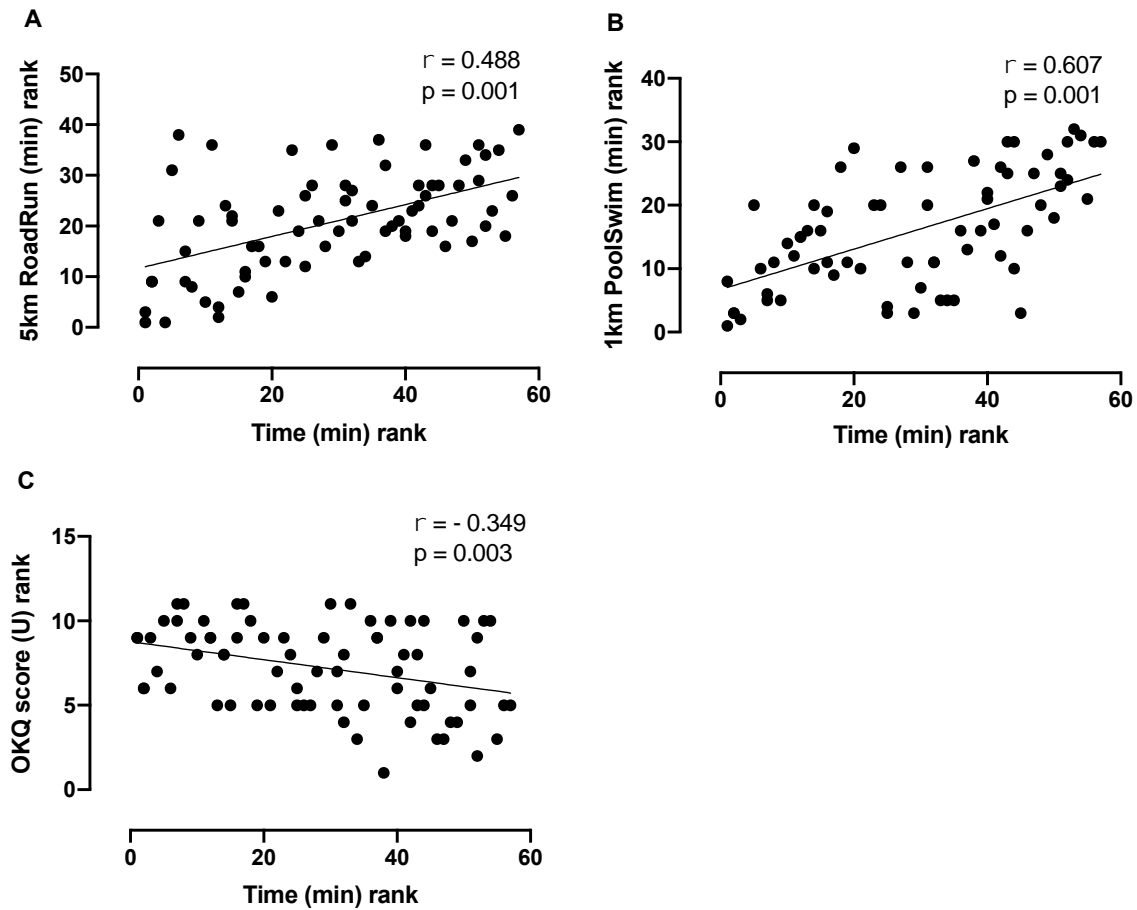 A
r = 0.488
p = 0.001
50
40
30
20
10
0
5km RoadRun (min) rank
0 20 40 60
Time (min) rank
B
r = 0.607
p = 0.001
40
30
20
10
0
1km PoolSwim (min) rank
0 20 40 60
Time (min) rank
C
r = - 0.349
p = 0.003
15
10
5
0
OKQ score (U) rank
0 20 40 60
Time (min) rank